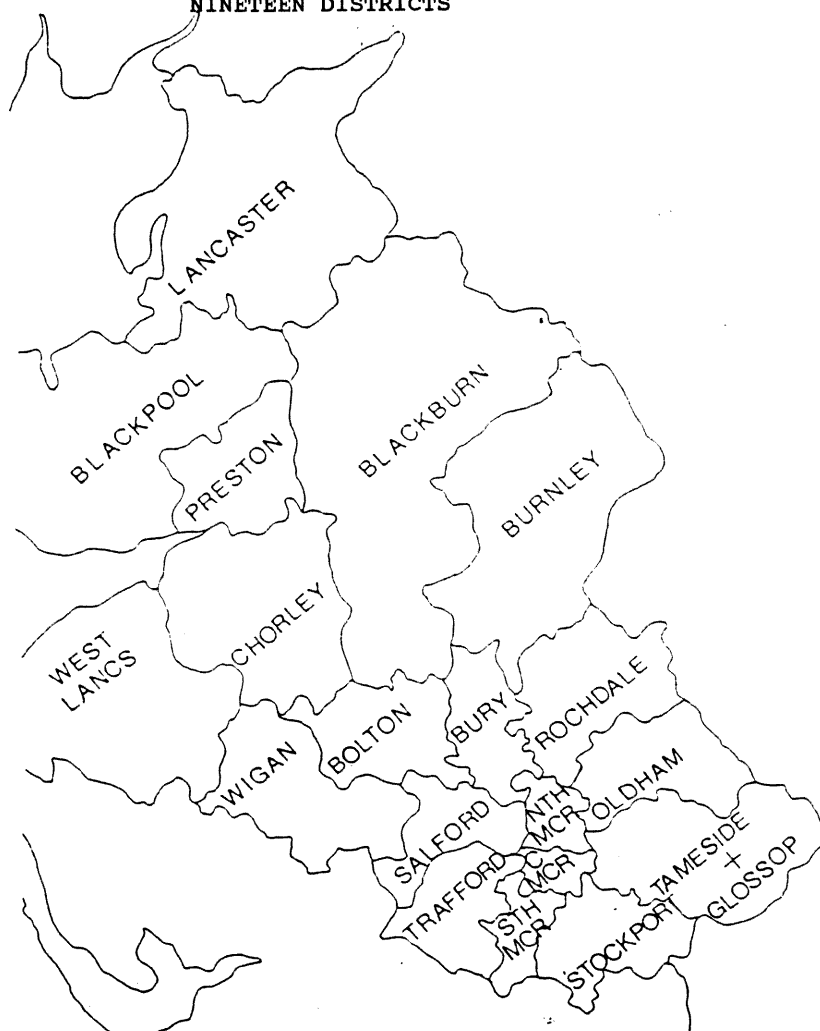 NINETEEN DISTRICTS
LANCASTER
BLACKPOOL
PRESTON
BLACKBURN
BURNLEY
CHORLEY
WEST
LANCS
WIGAN
BOLTON
BURY
ROCHDALE
SALFORD
NTH
MCR
OLDHAM
TRAFFORD
C
MCR
TAMESIDE
+
GLOSSOP
STH
MCR
STOCKPORT